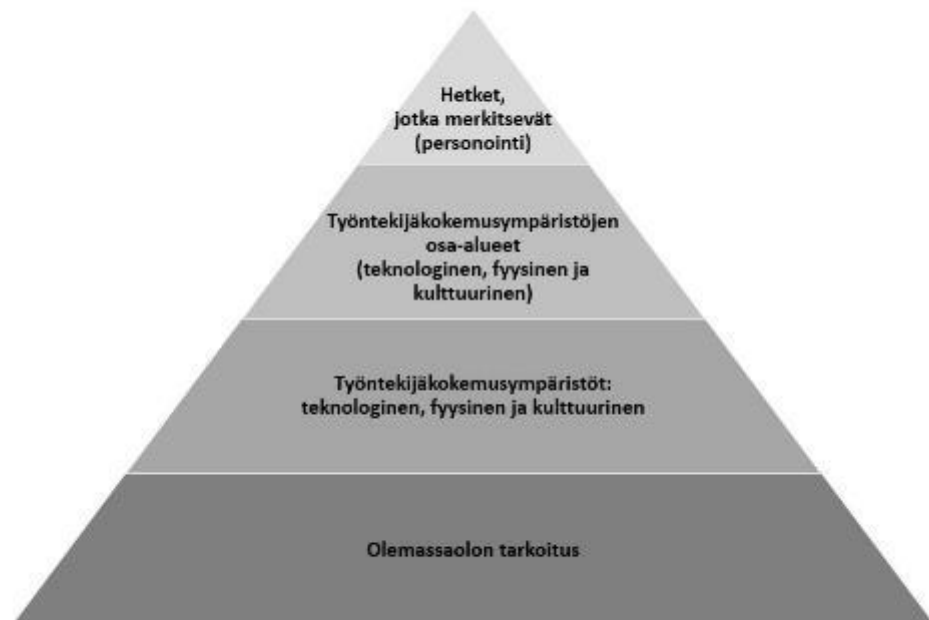 Hetket,
jotka merkitsevät
(personointi)
Työntekijäkokemusympäristöjen
osa-alueet
(teknologinen, fyysinen ja
kulttuurinen)
Työntekijäkokemusympäristöt:
teknologinen, fyysinen ja kulttuurinen
Olemassaolon tarkoitus